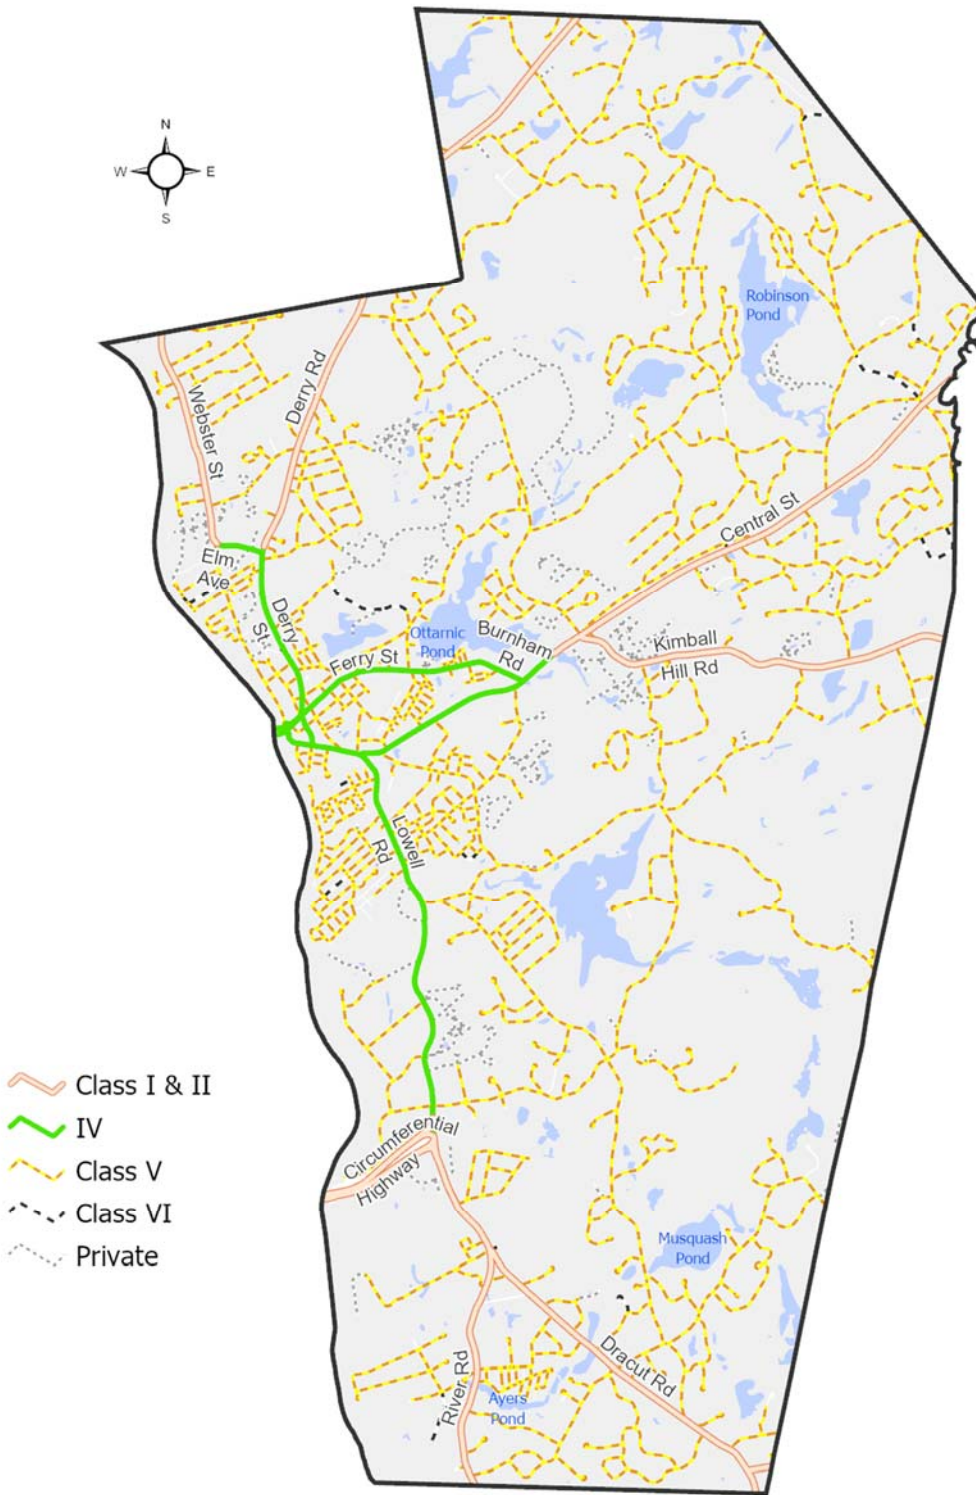 N
W E
S
Robinson
Pond
Webster St
Derry Rd
Central St
Elm
Ave
Derry
St
Ottarnic
Pond
Burnham
Rd
Ferry St
Kimball
Hill Rd
Lowell
Rd
Class I & II
IV
Class V
Class VI
Private
Circumferential
Highway
Musquash
Pond
Dracut Rd
River Rd
Ayers
Pond